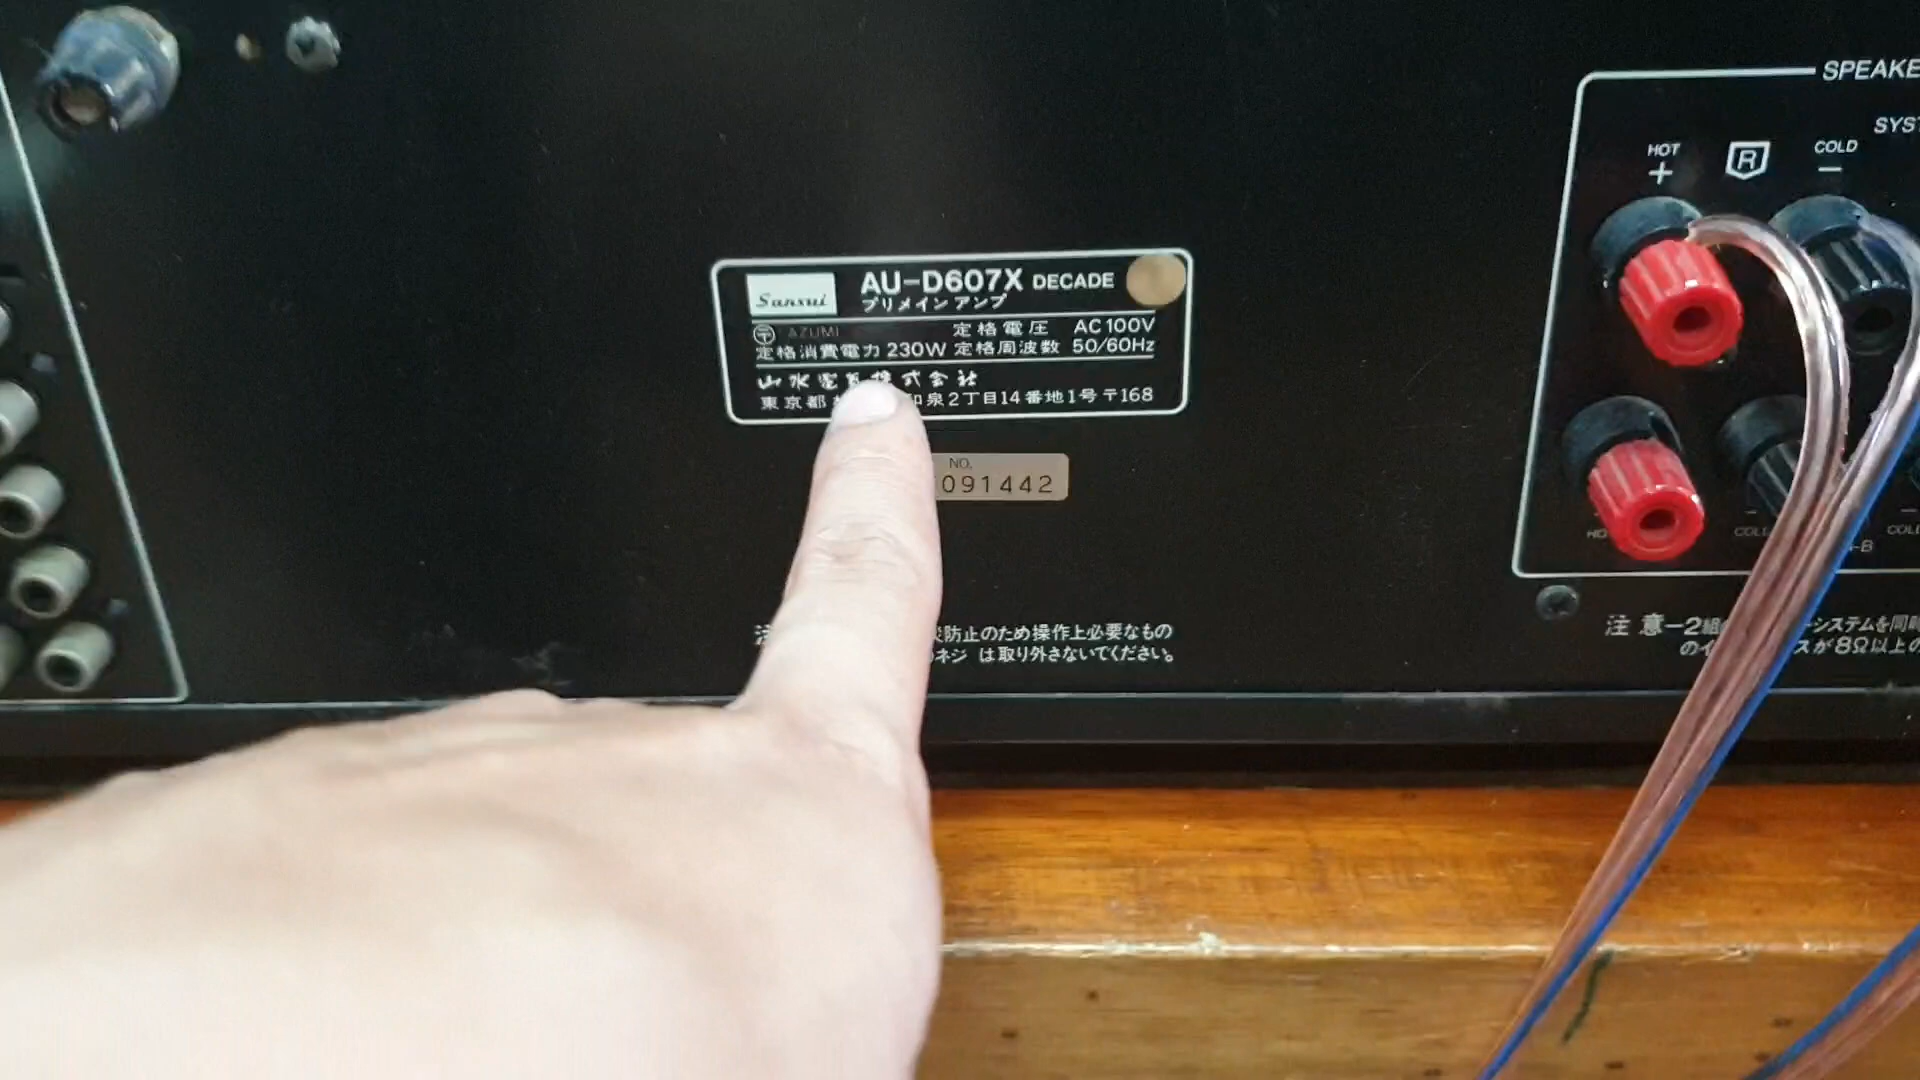 Sansui
AU-D607X DECADE
プリメインアンプ
〒 AZUMI 定格電圧 AC100V
定格消費電力 230W 定格周波数 50/60Hz
山水電気株式会社
東京都 和泉2丁目14番地1号 〒168
NO.
091442
注 防止のため操作上必要なもの
ネジ は取り外さないでください。
SPEAKE
SYST
HOT R COLD
+ −
HO COLD COLD
-B
注意-2組 システムを同時
のイ スが8Ω以上の